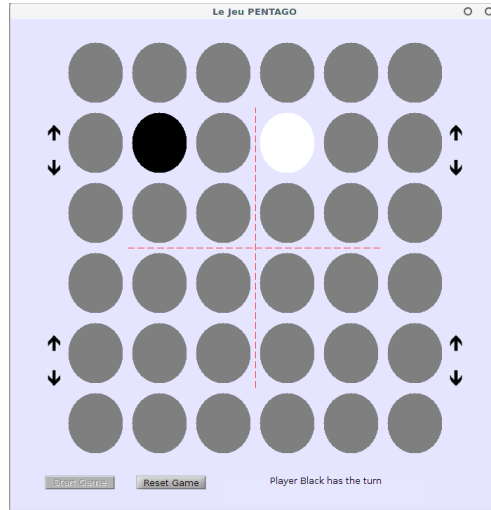 Le Jeu PENTAGO
Start Game
Reset Game
Player Black has the turn